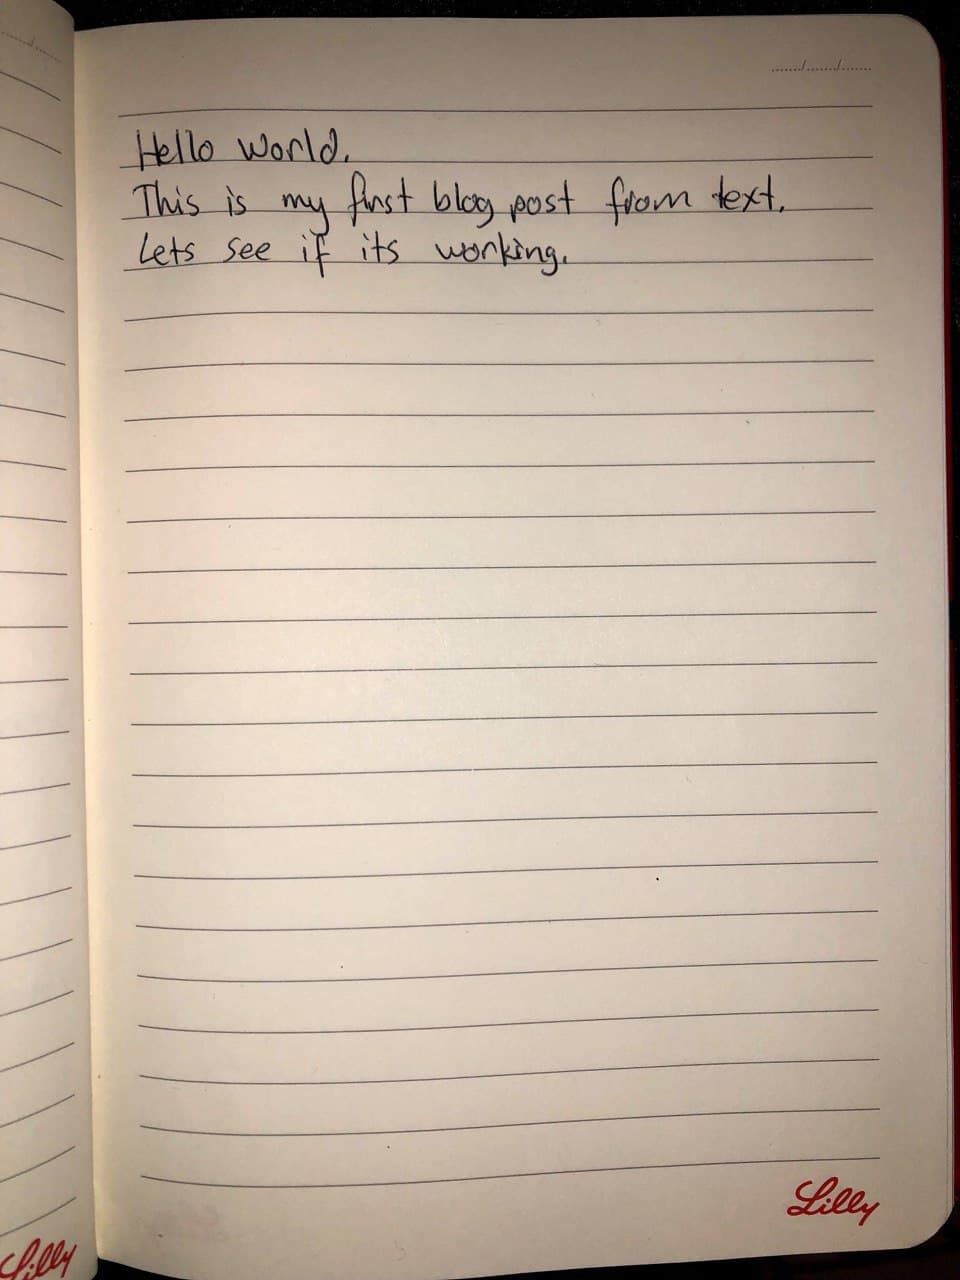 Hello world.
This is my first blog post from text.
Lets see if its working.
Lilly
Lilly